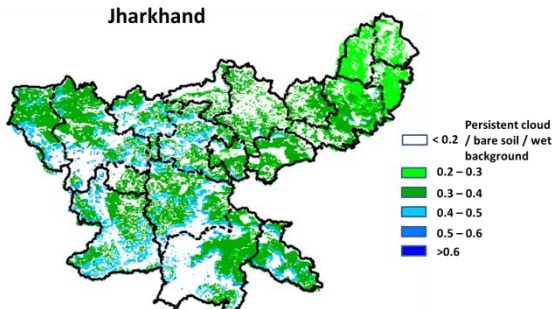 Jharkhand
Persistent cloud
< 0.2 / bare soil / wet
background
0.2 – 0.3
0.3 – 0.4
0.4 – 0.5
0.5 – 0.6
>0.6